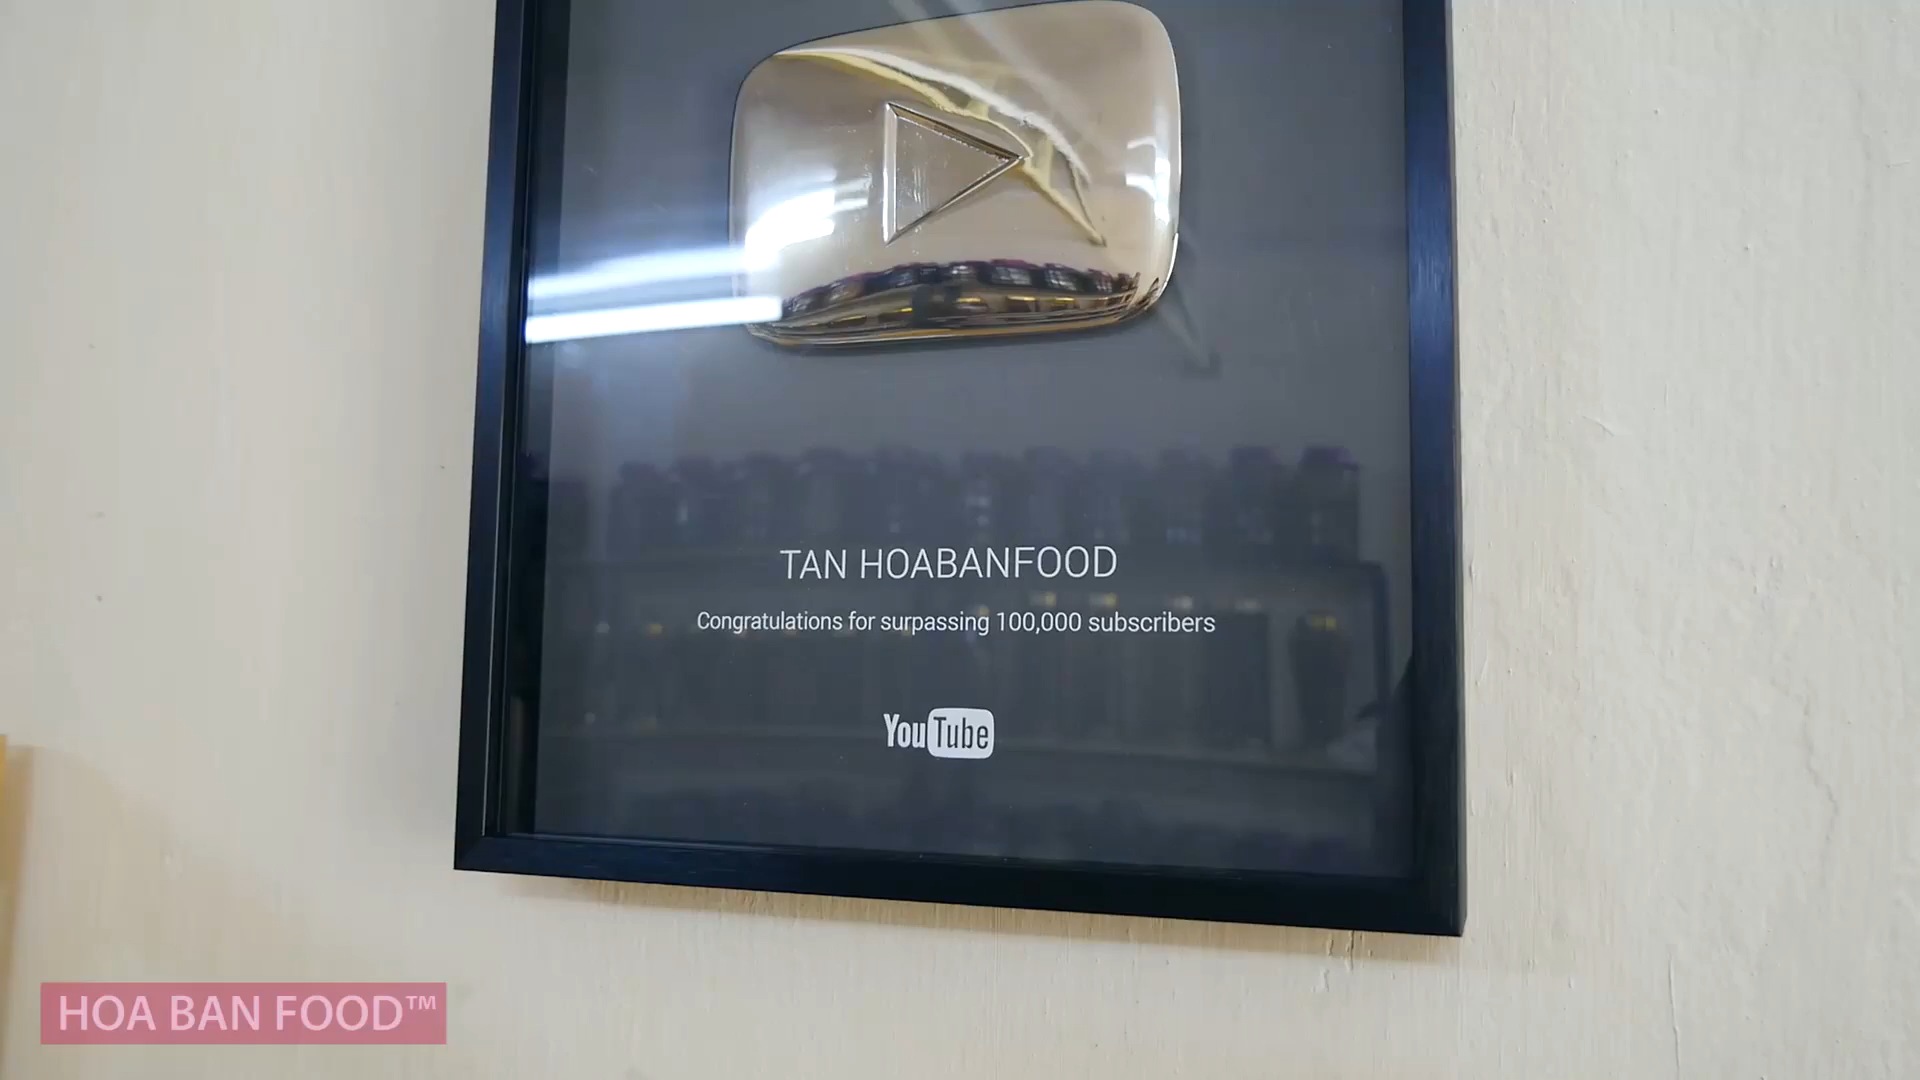 TAN HOABANFOOD
Congratulations for surpassing 100,000 subscribers
YouTube
HOA BAN FOOD™